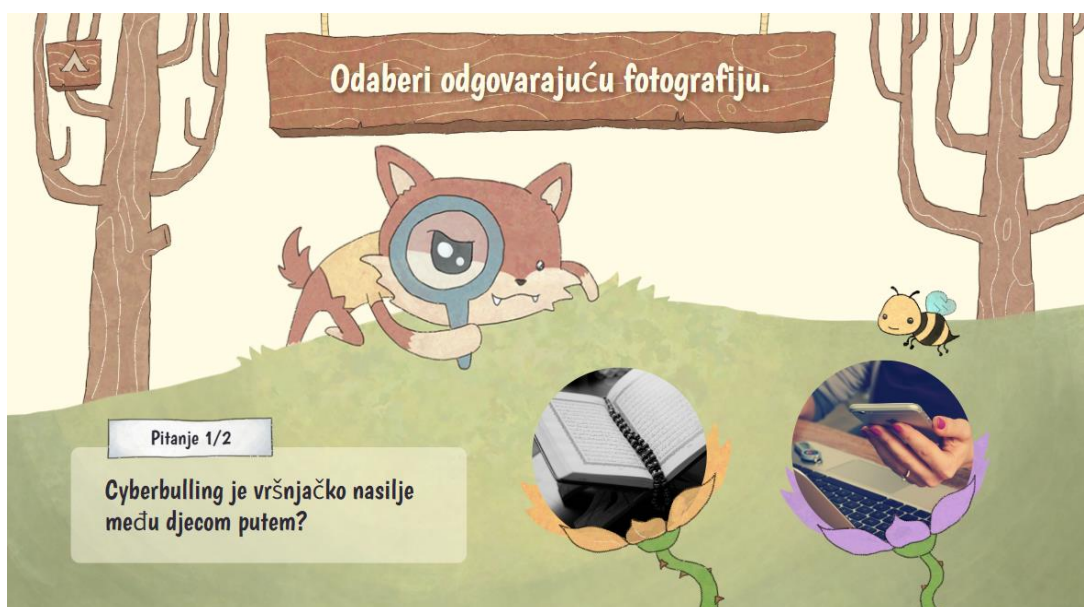 Odaberi odgovarajuću fotografiju.
Pitanje 1/2
Cyberbulling je vršnjačko nasilje
među djecom putem?